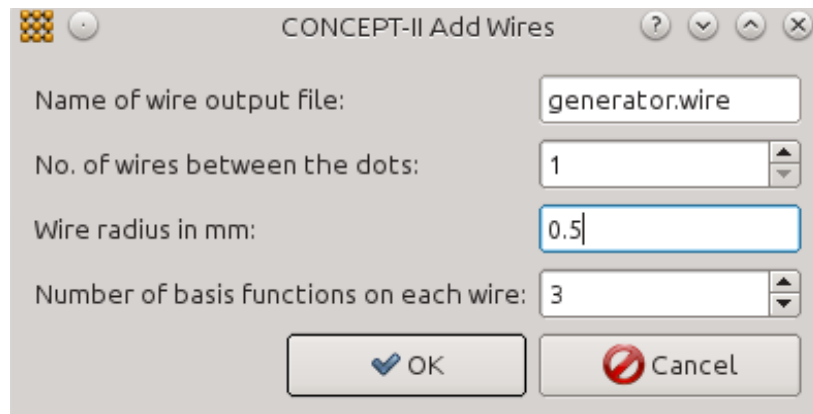 CONCEPT-II Add Wires
Name of wire output file: generator.wire
No. of wires between the dots: 1
Wire radius in mm: 0.5
Number of basis functions on each wire: 3
OK Cancel